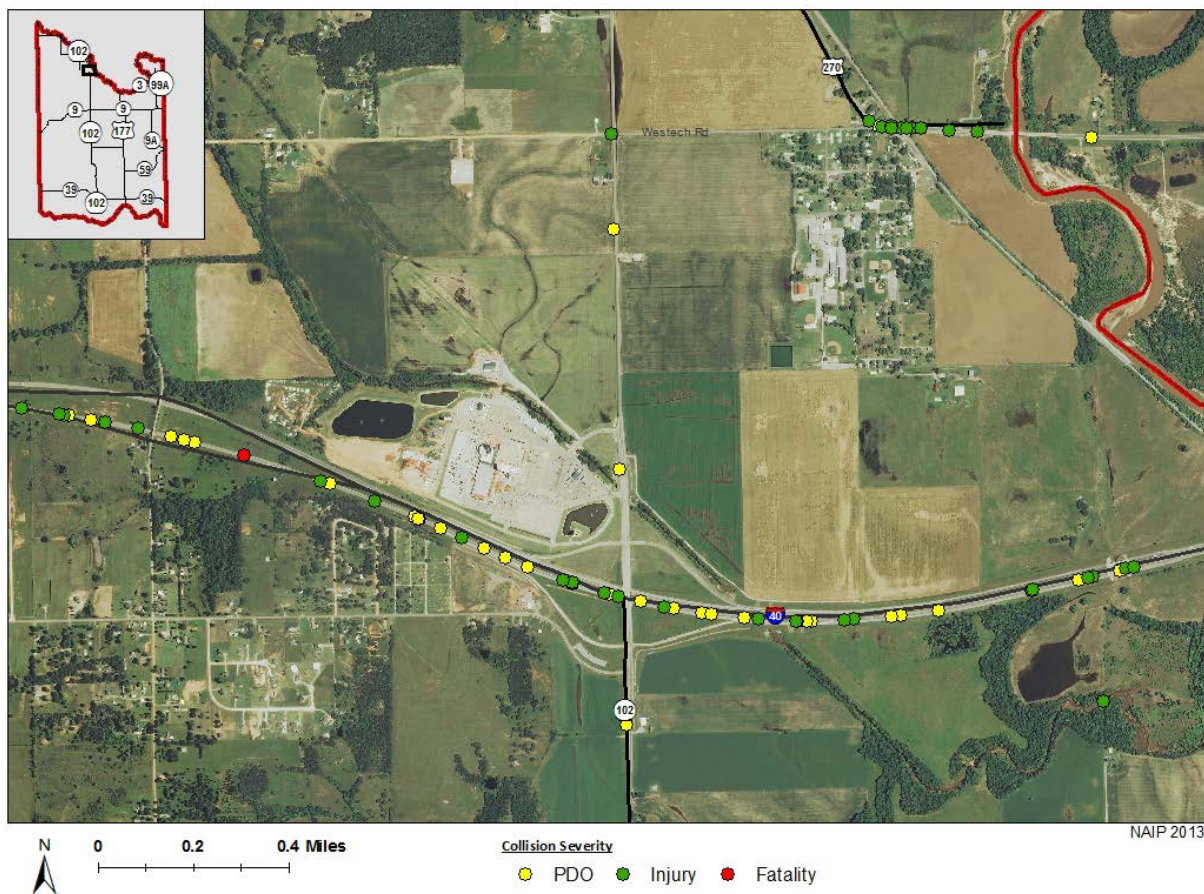 102
3
99A
9
9
102
177
9A
59
39
102
39
270
Westech Rd
40
102
NAIP 2013
N
0 0.2 0.4 Miles
Collision Severity
PDO Injury Fatality